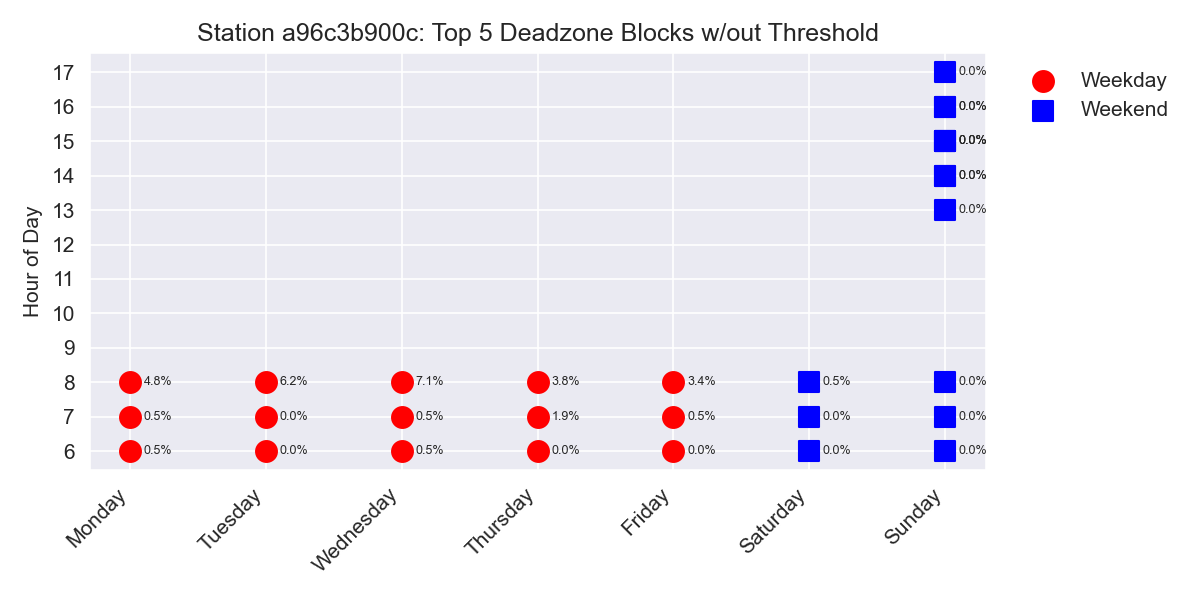 Station a96c3b900c: Top 5 Deadzone Blocks w/out Threshold
Weekday
Weekend
Hour of Day
17 0.0%
16 0.0%
15 0.0%
14 0.0%
13 0.0%
12
11
10
9
8 4.8% 6.2% 7.1% 3.8% 3.4% 0.5% 0.0%
7 0.5% 0.0% 0.5% 1.9% 0.5% 0.0% 0.0%
6 0.5% 0.0% 0.5% 0.0% 0.0% 0.0% 0.0%
Monday
Tuesday
Wednesday
Thursday
Friday
Saturday
Sunday